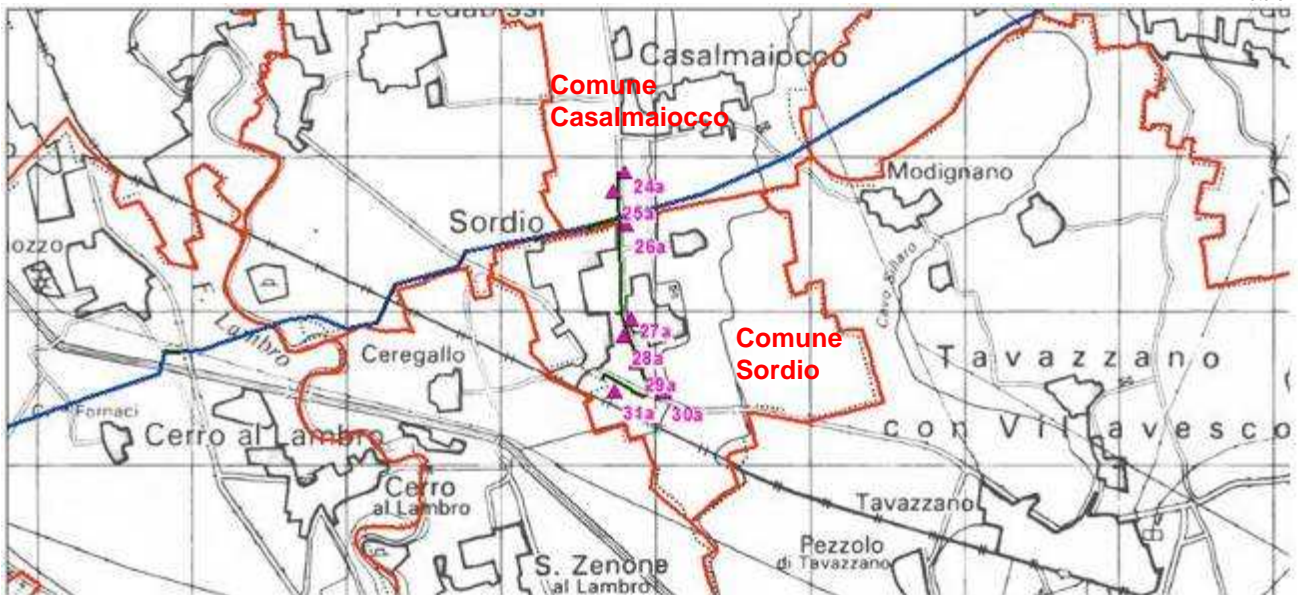 Casalmaiocco
Comune
Casalmaiocco
Modignano
24a
25a
26a
Sordio
F. Lambro
Cavo Sillaro
27a
28a
29a
30a
31a
Comune
Sordio
Ceregallo
Tavazzano
con Villavesco
Fornaci
Cerro al Lambro
Cerro
al Lambro
Tavazzano
Pezzolo
di Tavazzano
S. Zenone
al Lambro